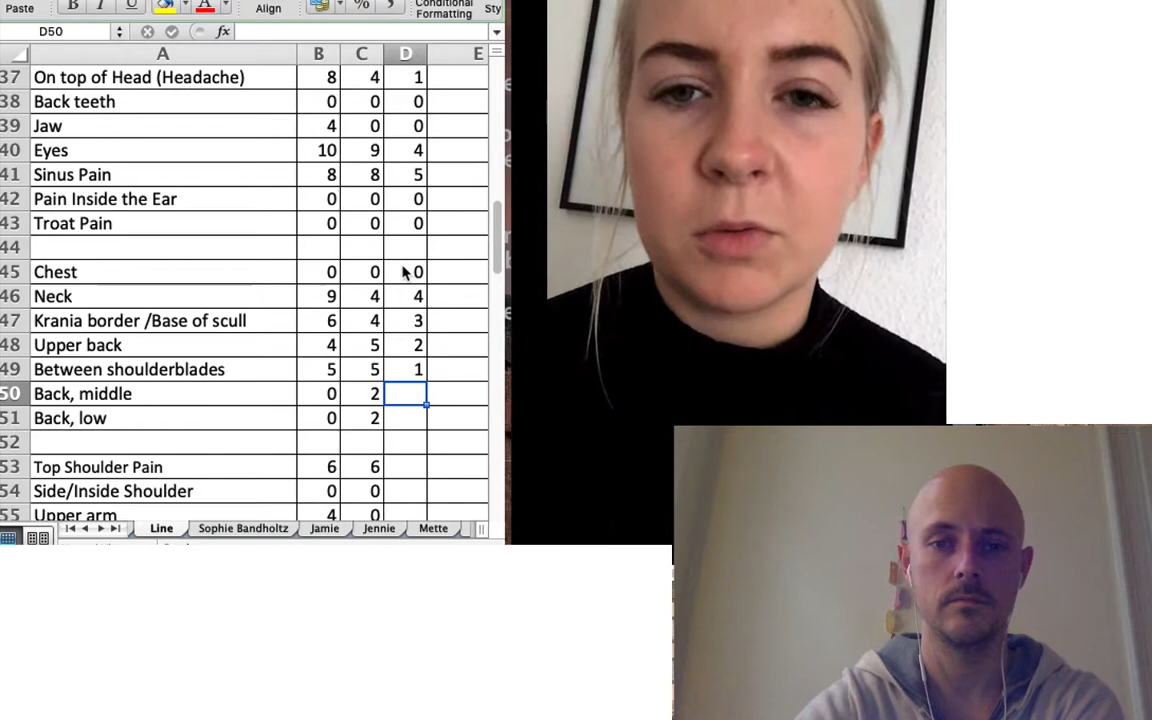 Paste B I U A Align % Conditional Formatting Sty
D50 fx
A B C D E
37 On top of Head (Headache) 8 4 1
38 Back teeth 0 0 0
39 Jaw 4 0 0
40 Eyes 10 9 4
41 Sinus Pain 8 8 5
42 Pain Inside the Ear 0 0 0
43 Troat Pain 0 0 0
44
45 Chest 0 0 0
46 Neck 9 4 4
47 Krania border /Base of scull 6 4 3
48 Upper back 4 5 2
49 Between shoulderblades 5 5 1
50 Back, middle 0 2
51 Back, low 0 2
52
53 Top Shoulder Pain 6 6
54 Side/Inside Shoulder 0 0
55 Upper arm 4 0
Line Sophie Bandholtz Jamie Jennie Mette